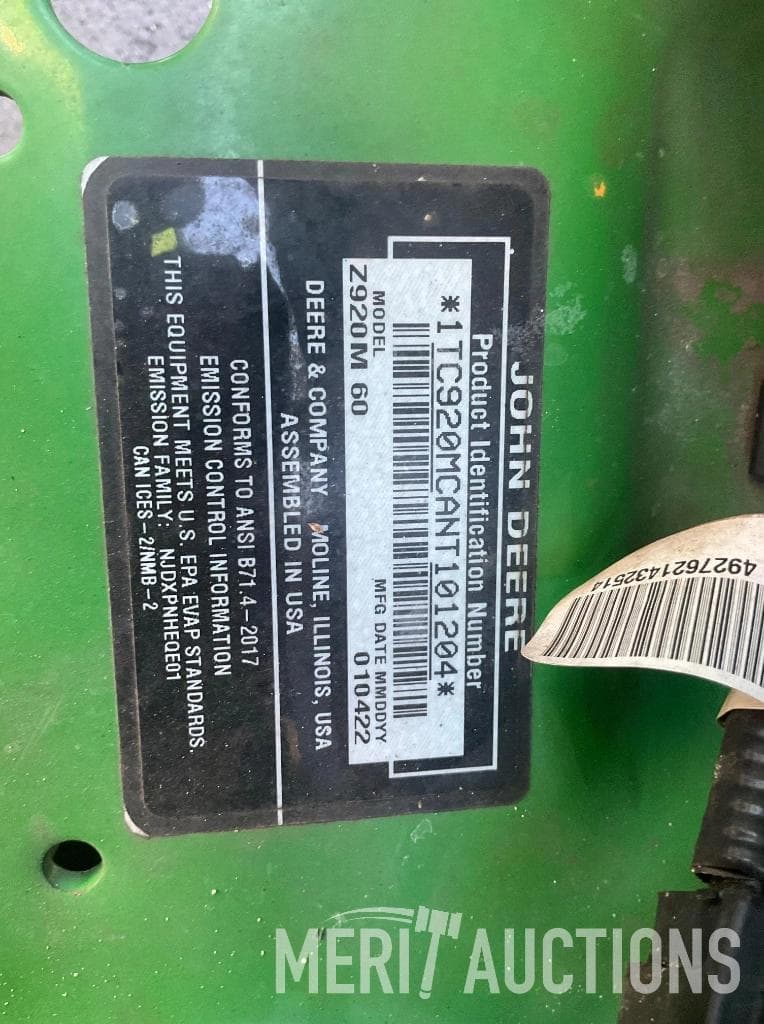 JOHN DEERE
Product Identification Number
*1TC920MCANT101204*
MODEL MFG DATE MMDDYY
Z920M 60 010422
DEERE & COMPANY MOLINE, ILLINOIS, USA
ASSEMBLED IN USA
CONFORMS TO ANSI B71.4-2017
EMISSION CONTROL INFORMATION
THIS EQUIPMENT MEETS U.S. EPA EVAP STANDARDS.
EMISSION FAMILY: NJDXPNHEQE01
CAN ICES-2/NMB-2
4927621432514
MERIT AUCTIONS